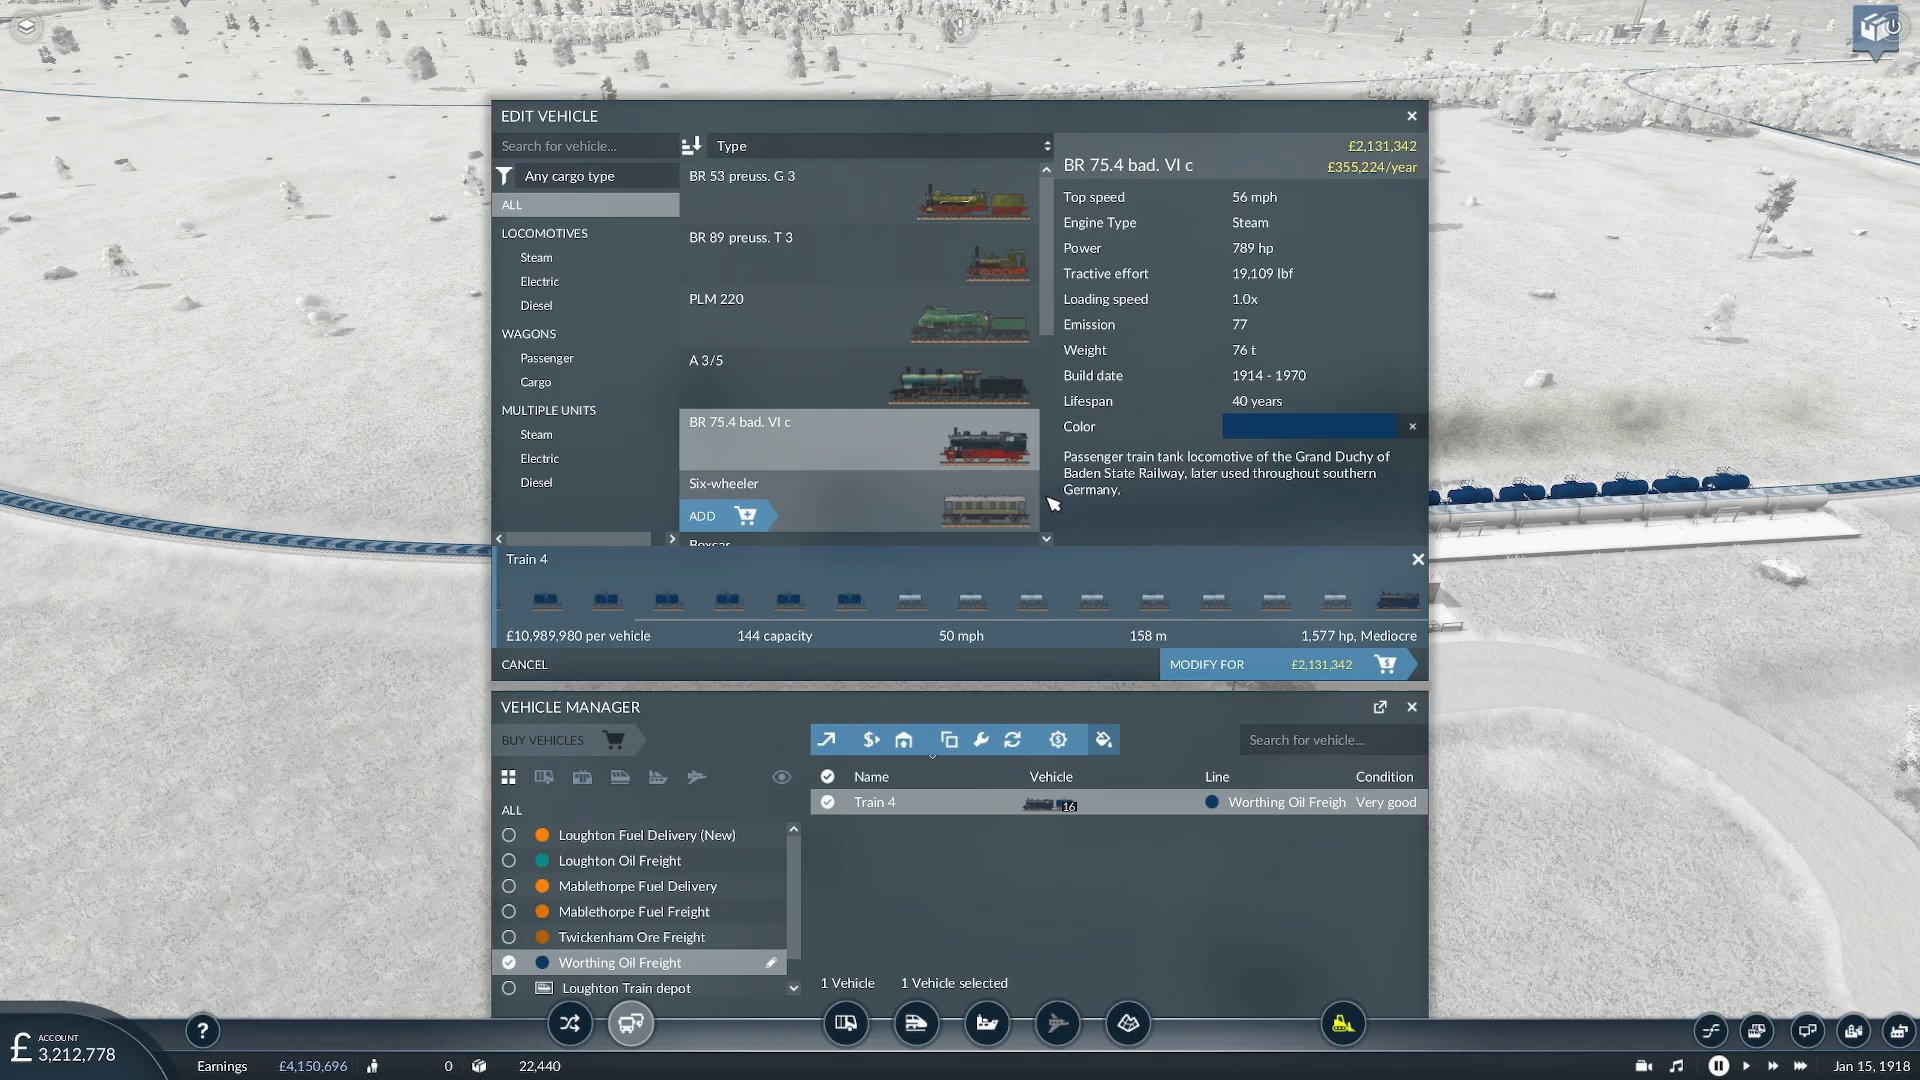 EDIT VEHICLE
Search for vehicle...
Type
Any cargo type
ALL
LOCOMOTIVES
Steam
Electric
Diesel
WAGONS
Passenger
Cargo
MULTIPLE UNITS
Steam
Electric
Diesel
BR 53 preuss. G 3
BR 89 preuss. T 3
PLM 220
A 3/5
BR 75.4 bad. VI c
Six-wheeler
ADD
Boxcar
£2,131,342
BR 75.4 bad. VI c
£355,224/year
Top speed 56 mph
Engine Type Steam
Power 789 hp
Tractive effort 19,109 lbf
Loading speed 1.0x
Emission 77
Weight 76 t
Build date 1914 - 1970
Lifespan 40 years
Color
Passenger train tank locomotive of the Grand Duchy of
Baden State Railway, later used throughout southern
Germany.
Train 4
£10,989,980 per vehicle 144 capacity 50 mph 158 m 1,577 hp, Mediocre
CANCEL
MODIFY FOR £2,131,342
VEHICLE MANAGER
BUY VEHICLES
Search for vehicle...
Name Vehicle Line Condition
Train 4 16 Worthing Oil Freigh Very good
ALL
Loughton Fuel Delivery (New)
Loughton Oil Freight
Mablethorpe Fuel Delivery
Mablethorpe Fuel Freight
Twickenham Ore Freight
Worthing Oil Freight
Loughton Train depot
1 Vehicle 1 Vehicle selected
£ ACCOUNT
3,212,778
?
Earnings £4,150,696 0 22,440
Jan 15, 1918